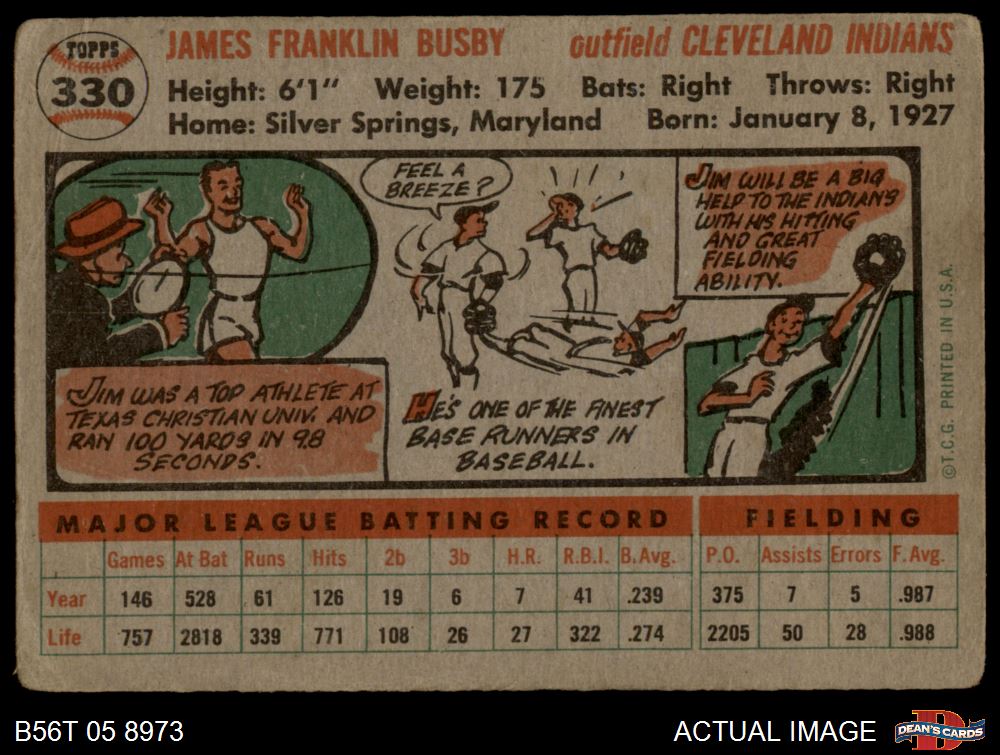 TOPPS
330
JAMES FRANKLIN BUSBY outfield CLEVELAND INDIANS
Height: 6'1" Weight: 175 Bats: Right Throws: Right
Home: Silver Springs, Maryland Born: January 8, 1927
JIM WAS A TOP ATHLETE AT
TEXAS CHRISTIAN UNIV. AND
RAN 100 YARDS IN 9.8
SECONDS.
FEEL A
BREEZE?
HE'S ONE OF THE FINEST
BASE RUNNERS IN
BASEBALL.
JIM WILL BE A BIG
HELP TO THE INDIANS
WITH HIS HITTING
AND GREAT
FIELDING
ABILITY.
©T.C.G. PRINTED IN U.S.A.
MAJOR LEAGUE BATTING RECORD FIELDING
Games At Bat Runs Hits 2b 3b H.R. R.B.I. B.Avg. P.O. Assists Errors F.Avg.
Year 146 528 61 126 19 6 7 41 .239 375 7 5 .987
Life 757 2818 339 771 108 26 27 322 .274 2205 50 28 .988
B56T 05 8973 ACTUAL IMAGE
D
DEAN'S CARDS